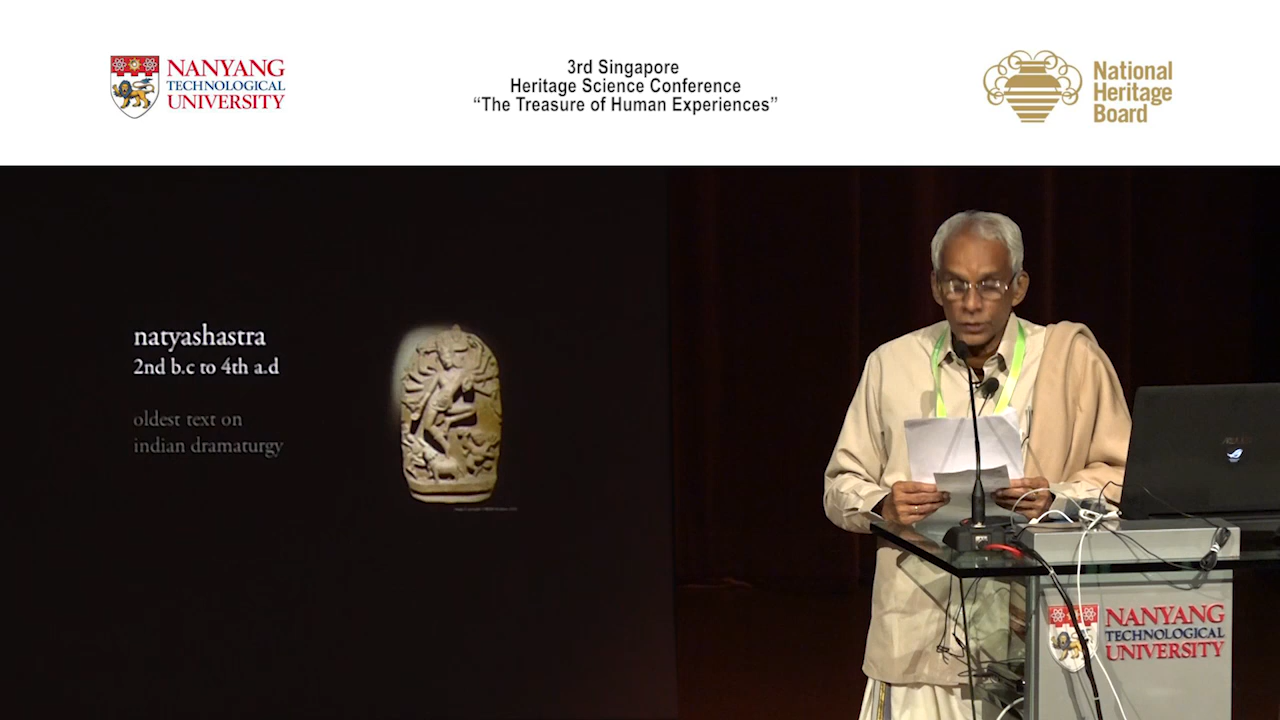 NANYANG
TECHNOLOGICAL
UNIVERSITY
3rd Singapore
Heritage Science Conference
“The Treasure of Human Experiences”
National
Heritage
Board
natyashastra
2nd b.c to 4th a.d
oldest text on
indian dramaturgy
NANYANG
TECHNOLOGICAL
UNIVERSITY